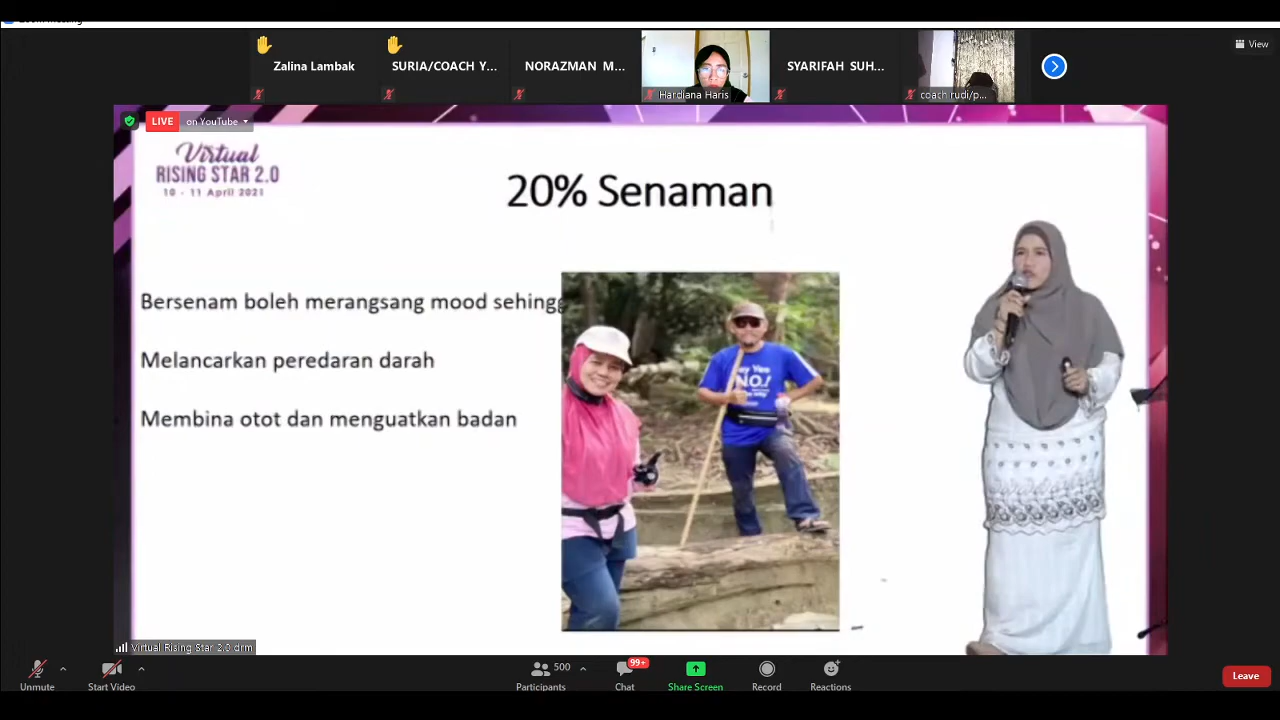 View
Zalina Lambak
SURIA/COACH Y...
NORAZMAN M...
Hardiana Haris
SYARIFAH SUH...
coach rudi/p...
LIVE on YouTube
Virtual
RISING STAR 2.0
10 - 11 April 2021
20% Senaman
Bersenam boleh merangsang mood sehingg
Melancarkan peredaran darah
Membina otot dan menguatkan badan
NO.!
Virtual Rising Star 2.0 drm
Unmute
Start Video
Participants
500
Chat
99+
Share Screen
Record
Reactions
Leave